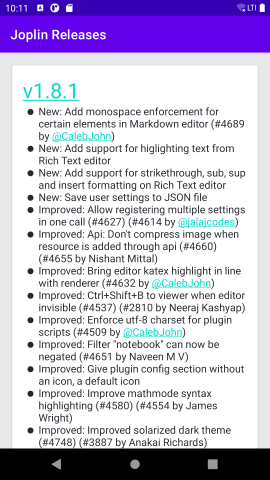 10:11
LTE
Joplin Releases
v1.8.1
● New: Add monospace enforcement for
certain elements in Markdown editor (#4689
by @CalebJohn)
● New: Add support for higlighting text from
Rich Text editor
● New: Add support for strikethrough, sub, sup
and insert formatting on Rich Text editor
● New: Save user settings to JSON file
● Improved: Allow registering multiple settings
in one call (#4627) (#4614 by @jalajcodes)
● Improved: Api: Don't compress image when
resource is added through api (#4660)
(#4655 by Nishant Mittal)
● Improved: Bring editor katex highlight in line
with renderer (#4632 by @CalebJohn)
● Improved: Ctrl+Shift+B to viewer when editor
invisible (#4537) (#2810 by Neeraj Kashyap)
● Improved: Enforce utf-8 charset for plugin
scripts (#4509 by @CalebJohn)
● Improved: Filter "notebook" can now be
negated (#4651 by Naveen M V)
● Improved: Give plugin config section without
an icon, a default icon
● Improved: Improve mathmode syntax
highlighting (#4580) (#4554 by James
Wright)
● Improved: Improved solarized dark theme
(#4748) (#3887 by Anakai Richards)